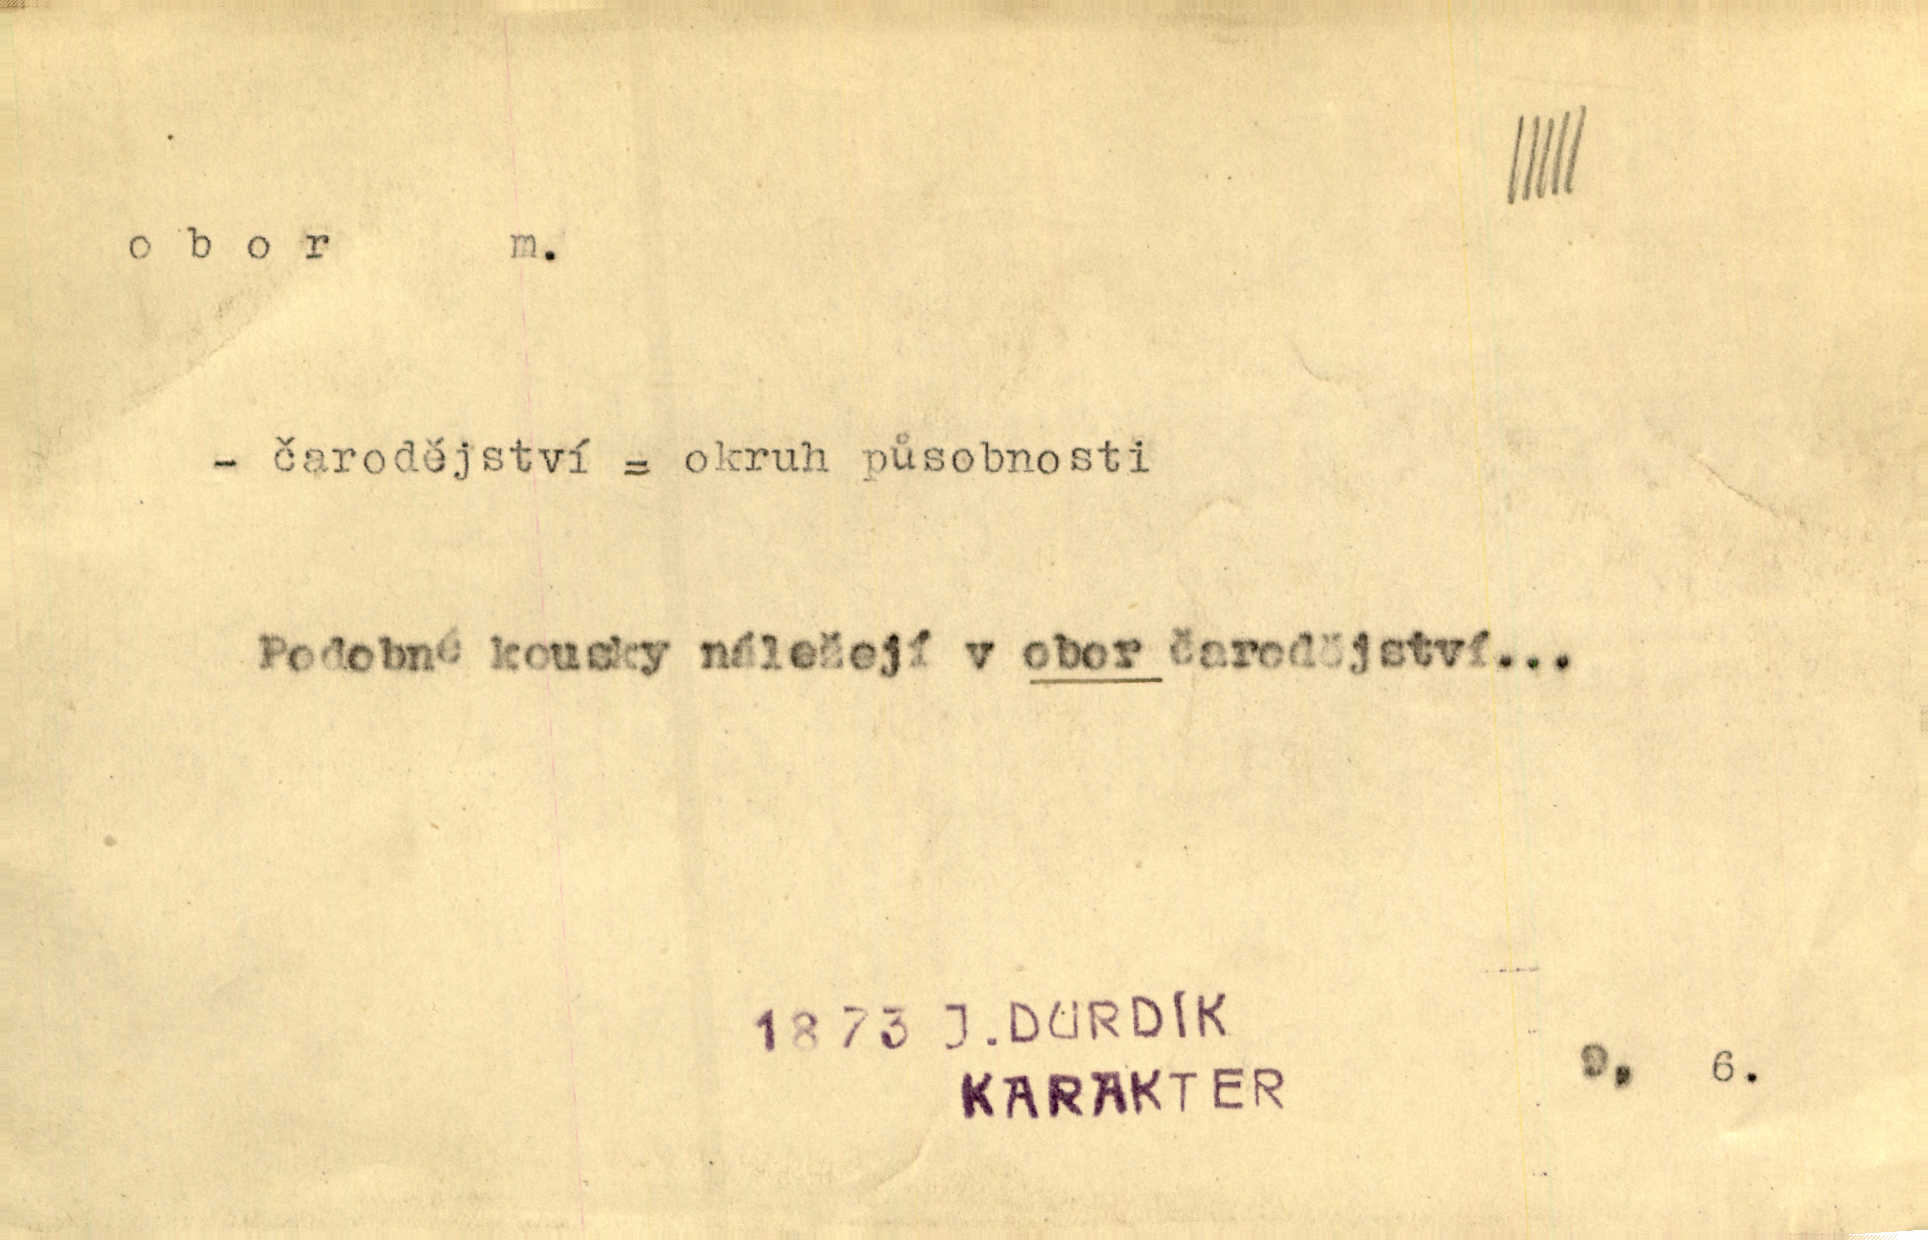 o b o r m.
- čarodějství = okruh působnosti
Podobné kousky náležejí v obor čarodějství...
1873 J.DURDÍK
KARAKTER
9, 6.